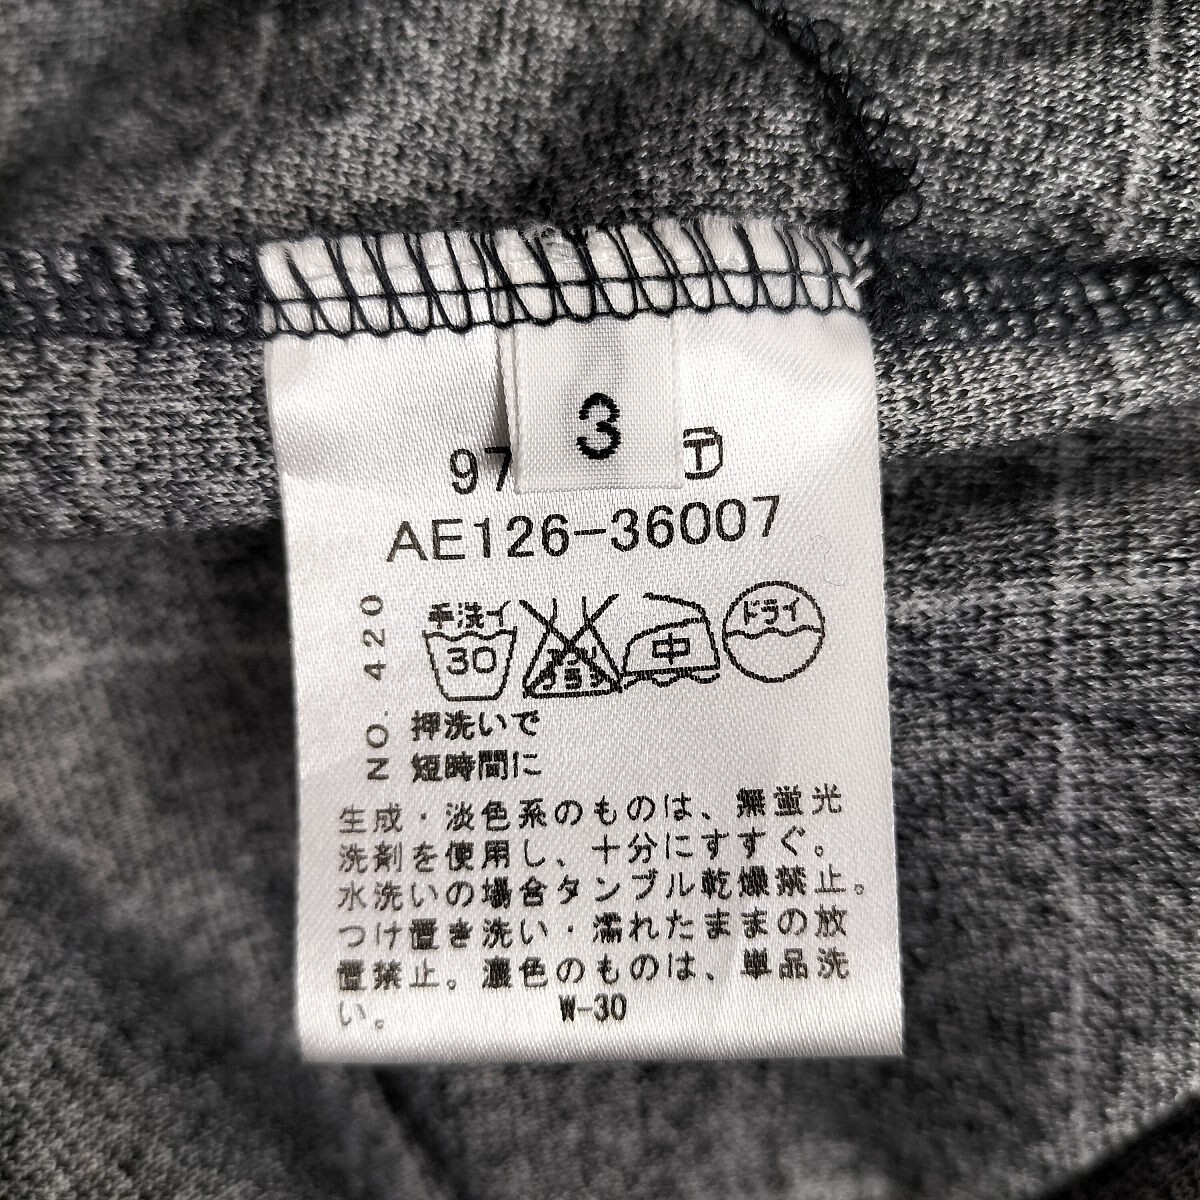 3
97
AE126-36007
手洗イ
30
中
ドライ
NO. 420
押洗いで
短時間に
生成・淡色系のものは、無蛍光
洗剤を使用し、十分にすすぐ。
水洗いの場合タンブル乾燥禁止。
つけ置き洗い・濡れたままの放
置禁止。濃色のものは、単品洗
い。
W-30